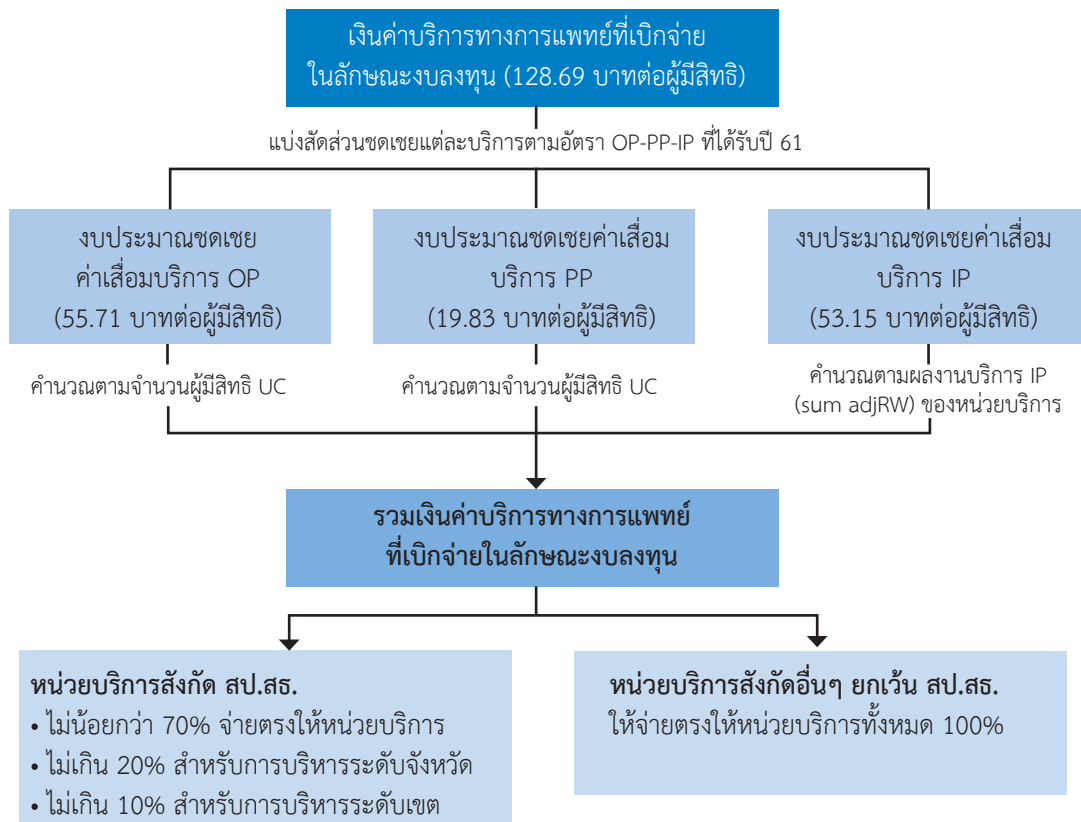 เงินค่าบริการทางการแพทย์ที่เบิกจ่าย
ในลักษณะงบลงทุน (128.69 บาทต่อผู้มีสิทธิ)
แบ่งสัดส่วนชดเชยแต่ละบริการตามอัตรา OP-PP-IP ที่ได้รับปี 61
งบประมาณชดเชย
ค่าเสื่อมบริการ OP
(55.71 บาทต่อผู้มีสิทธิ)
งบประมาณชดเชยค่าเสื่อม
บริการ PP
(19.83 บาทต่อผู้มีสิทธิ)
งบประมาณชดเชยค่าเสื่อม
บริการ IP
(53.15 บาทต่อผู้มีสิทธิ)
คำนวณตามจำนวนผู้มีสิทธิ UC
คำนวณตามจำนวนผู้มีสิทธิ UC
คำนวณตามผลงานบริการ IP
(sum adjRW) ของหน่วยบริการ
รวมเงินค่าบริการทางการแพทย์
ที่เบิกจ่ายในลักษณะงบลงทุน
หน่วยบริการสังกัด สป.สธ.
• ไม่น้อยกว่า 70% จ่ายตรงให้หน่วยบริการ
• ไม่เกิน 20% สำหรับการบริหารระดับจังหวัด
• ไม่เกิน 10% สำหรับการบริหารระดับเขต
หน่วยบริการสังกัดอื่นๆ ยกเว้น สป.สธ.
ให้จ่ายตรงให้หน่วยบริการทั้งหมด 100%